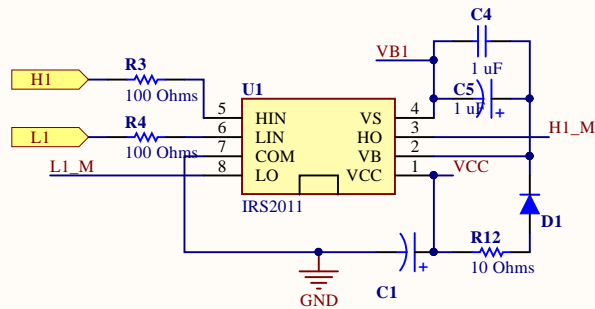 C4
VB1
1 uF
R3
H1
C5
100 Ohms
U1
1 uF
+
5
HIN
VS
4
R4
L1
6
LIN
HO
3
H1_M
100 Ohms
7
COM
VB
2
L1_M
8
LO
VCC
1
VCC
IRS2011
D1
R12
+
10 Ohms
C1
GND